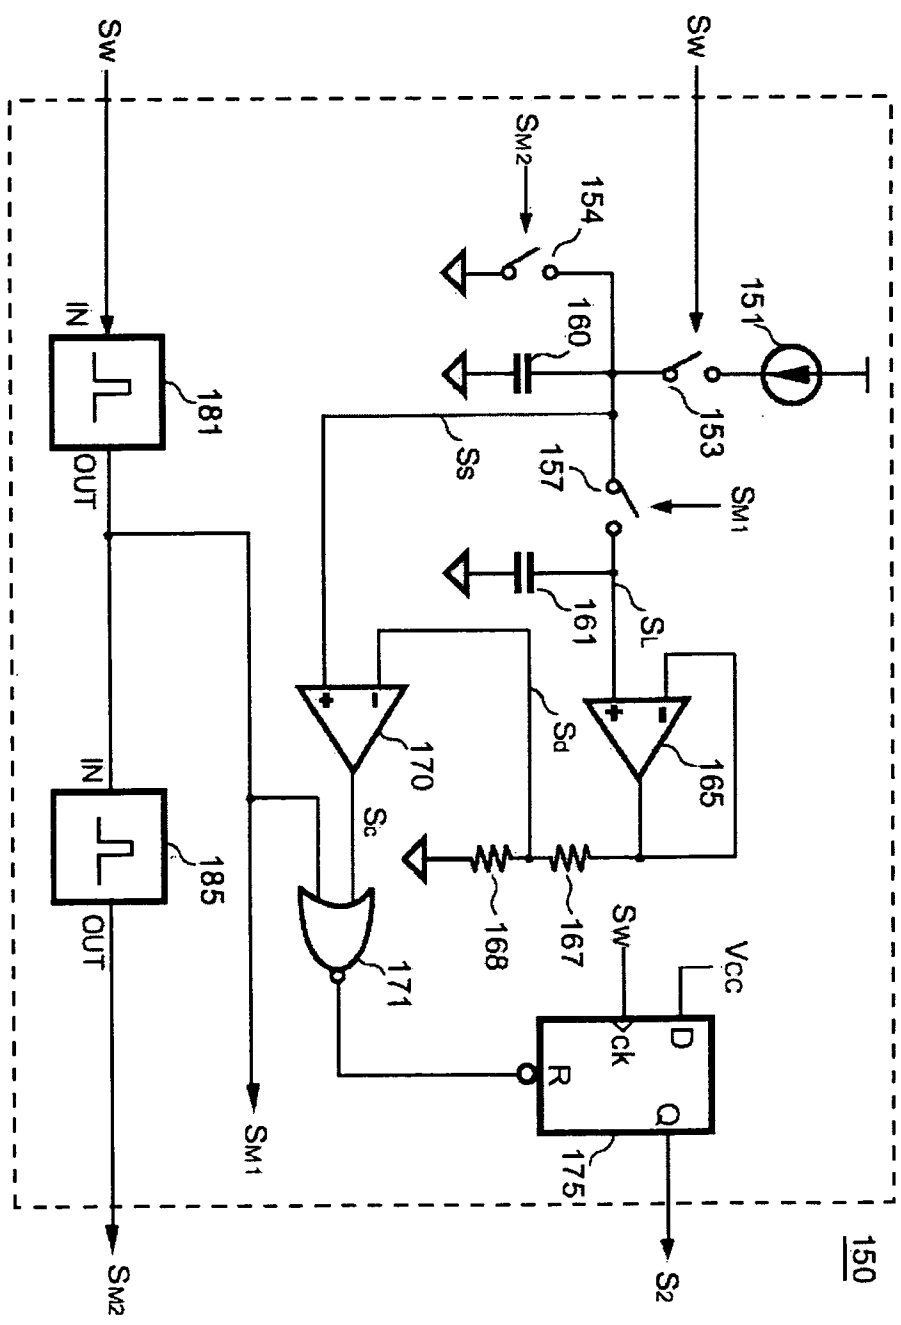 150
Sw
151
153
SM1
SM2
154
160
157
161
SL
Ss
165
+
−
Sd
170
+
−
Sc
167
168
171
Vcc
Sw
D
ck
Q
R
175
S2
Sw
IN
181
OUT
IN
185
OUT
SM1
SM2